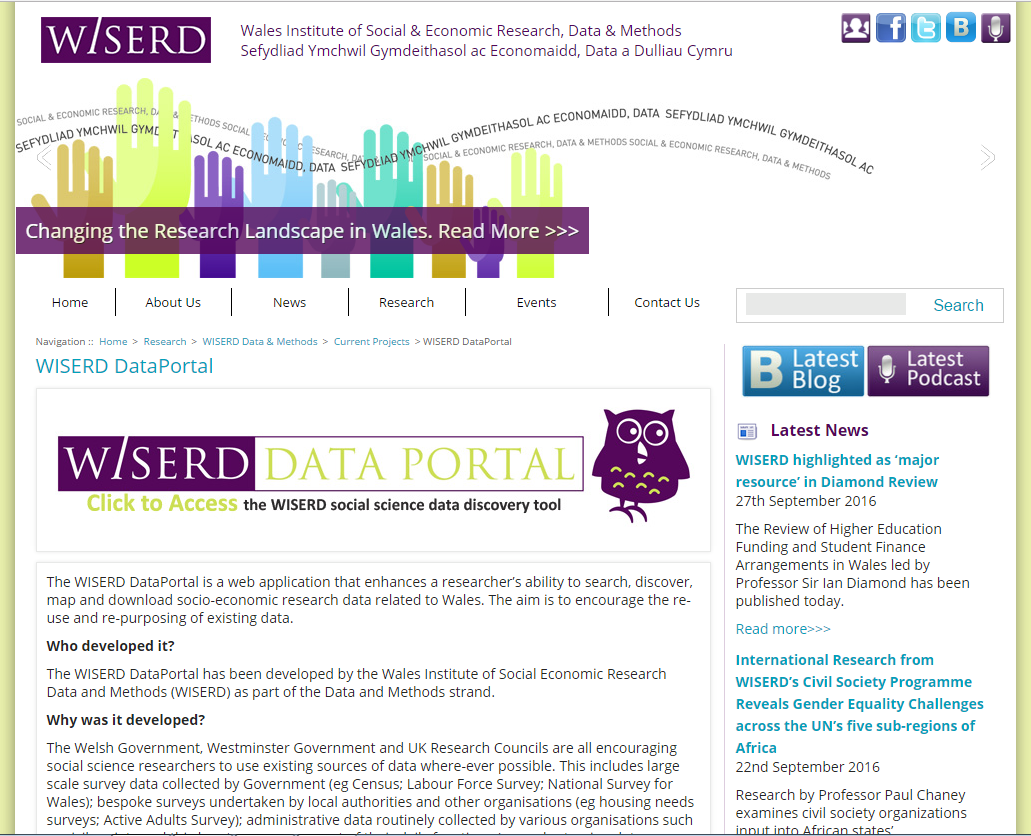 WISERD
Wales Institute of Social & Economic Research, Data & Methods
Sefydliad Ymchwil Gymdeithasol ac Economaidd, Data a Dulliau Cymru
B
SOCIAL & ECONOMIC RESEARCH, DATA & METHODS SOCIAL & ECONOMIC RESEARCH, DATA & METHODS SOCIAL & ECONOMIC RESEARCH, DATA & METHODS
SEFYDLIAD YMCHWIL GYMDEITHASOL AC ECONOMAIDD, DATA SEFYDLIAD YMCHWIL GYMDEITHASOL AC ECONOMAIDD, DATA SEFYDLIAD YMCHWIL GYMDEITHASOL AC
Changing the Research Landscape in Wales. Read More >>>
Home
About Us
News
Research
Events
Contact Us
Search
Navigation :: Home > Research > WISERD Data & Methods > Current Projects > WISERD DataPortal
WISERD DataPortal
WISERD DATA PORTAL
Click to Access the WISERD social science data discovery tool
The WISERD DataPortal is a web application that enhances a researcher's ability to search, discover,
map and download socio-economic research data related to Wales. The aim is to encourage the re-
use and re-purposing of existing data.
Who developed it?
The WISERD DataPortal has been developed by the Wales Institute of Social Economic Research
Data and Methods (WISERD) as part of the Data and Methods strand.
Why was it developed?
The Welsh Government, Westminster Government and UK Research Councils are all encouraging
social science researchers to use existing sources of data where-ever possible. This includes large
scale survey data collected by Government (eg Census; Labour Force Survey; National Survey for
Wales); bespoke surveys undertaken by local authorities and other organisations (eg housing needs
surveys; Active Adults Survey); administrative data routinely collected by various organisations such
B Latest Blog
Latest Podcast
Latest News
WISERD highlighted as ‘major
resource’ in Diamond Review
27th September 2016
The Review of Higher Education
Funding and Student Finance
Arrangements in Wales led by
Professor Sir Ian Diamond has been
published today.
Read more>>>
International Research from
WISERD’s Civil Society Programme
Reveals Gender Equality Challenges
across the UN’s five sub-regions of
Africa
22nd September 2016
Research by Professor Paul Chaney
examines civil society organizations
input into African states’